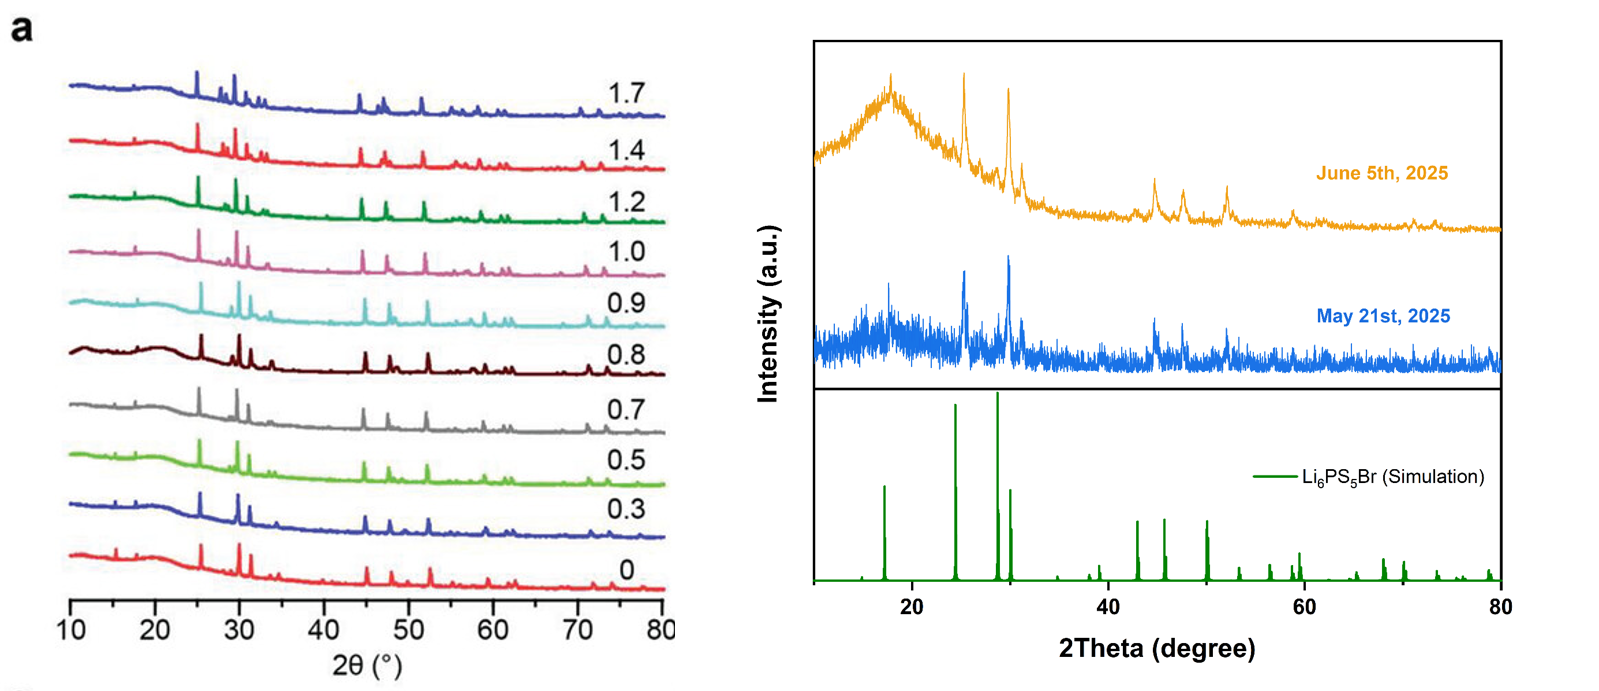 a
1.7
1.4
1.2
1.0
0.9
0.8
0.7
0.5
0.3
0
10 20 30 40 50 60 70 80
2θ (°)
Intensity (a.u.)
June 5th, 2025
May 21st, 2025
Li₆PS₅Br (Simulation)
20 40 60 80
2Theta (degree)